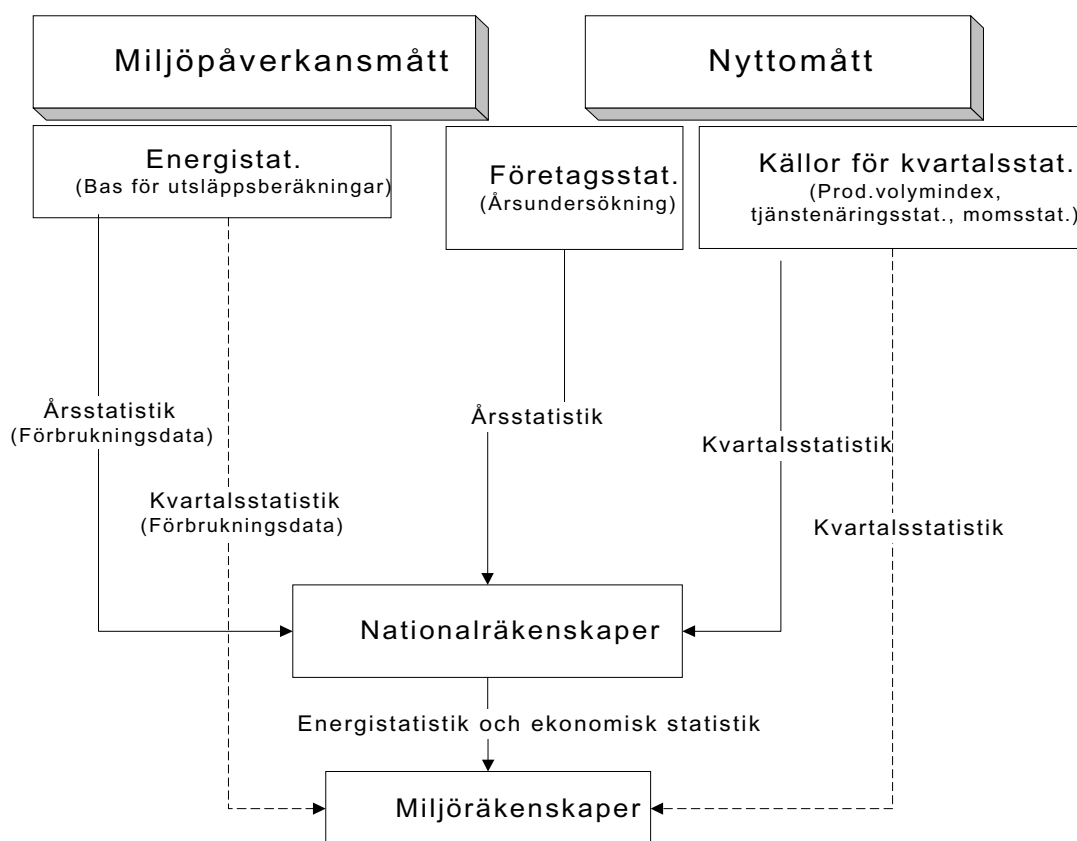 Miljöpåverkansmått
Nyttomått
Energistat.
(Bas för utsläppsberäkningar)
Företagsstat.
(Årsundersökning)
Källor för kvartalsstat.
(Prod.volymindex,
tjänstenäringsstat., momsstat.)
Årsstatistik
(Förbrukningsdata)
Årsstatistik
Kvartalsstatistik
Kvartalsstatistik
(Förbrukningsdata)
Kvartalsstatistik
Nationalräkenskaper
Energistatistik och ekonomisk statistik
Miljöräkenskaper